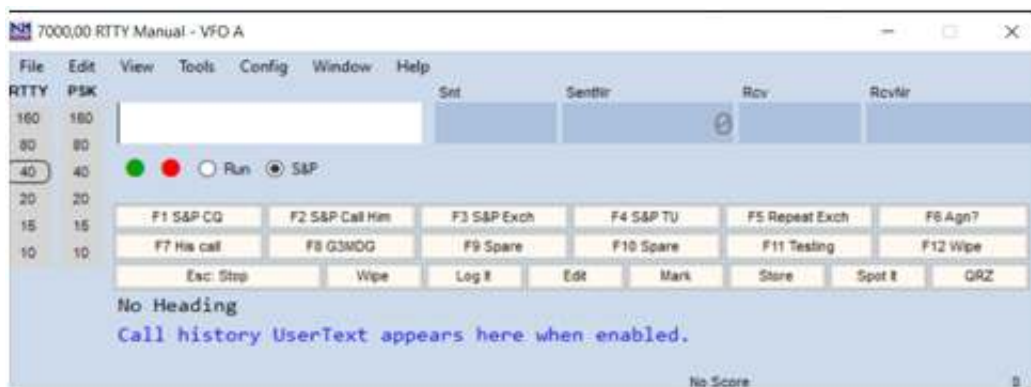 7000,00 RTTY Manual - VFO A
File Edit View Tools Config Window Help
RTTY PSK Snt SentNr Rcv RcvNr
160 160 0
80 80
40 40 Run S&P
20 20
15 15 F1 S&P CQ F2 S&P Call Him F3 S&P Exch F4 S&P TU F5 Repeat Exch F6 Agn?
10 10 F7 His call F8 G3MDG F9 Spare F10 Spare F11 Testing F12 Wipe
Esc: Stop Wipe Log It Edit Mark Store Spot It QRZ
No Heading
Call history UserText appears here when enabled.
No Score